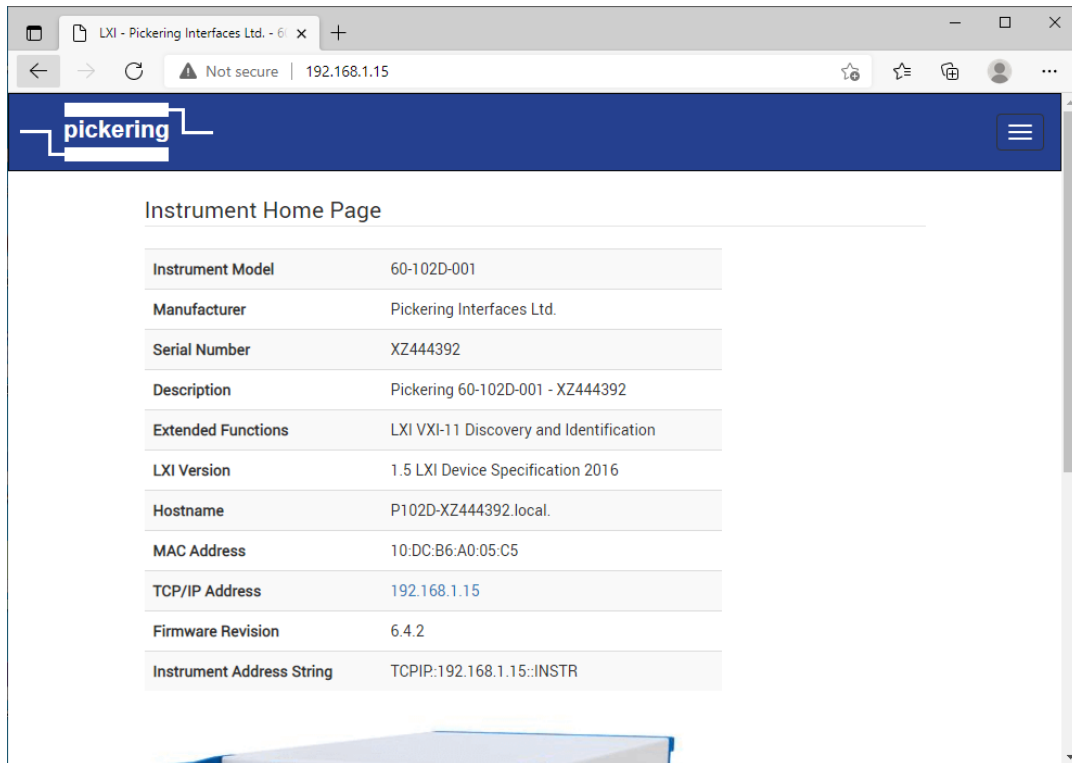 LXI - Pickering Interfaces Ltd. - 6
Not secure | 192.168.1.15
pickering
Instrument Home Page
Instrument Model 60-102D-001
Manufacturer Pickering Interfaces Ltd.
Serial Number XZ444392
Description Pickering 60-102D-001 - XZ444392
Extended Functions LXI VXI-11 Discovery and Identification
LXI Version 1.5 LXI Device Specification 2016
Hostname P102D-XZ444392.local.
MAC Address 10:DC:B6:A0:05:C5
TCP/IP Address 192.168.1.15
Firmware Revision 6.4.2
Instrument Address String TCPIP::192.168.1.15::INSTR